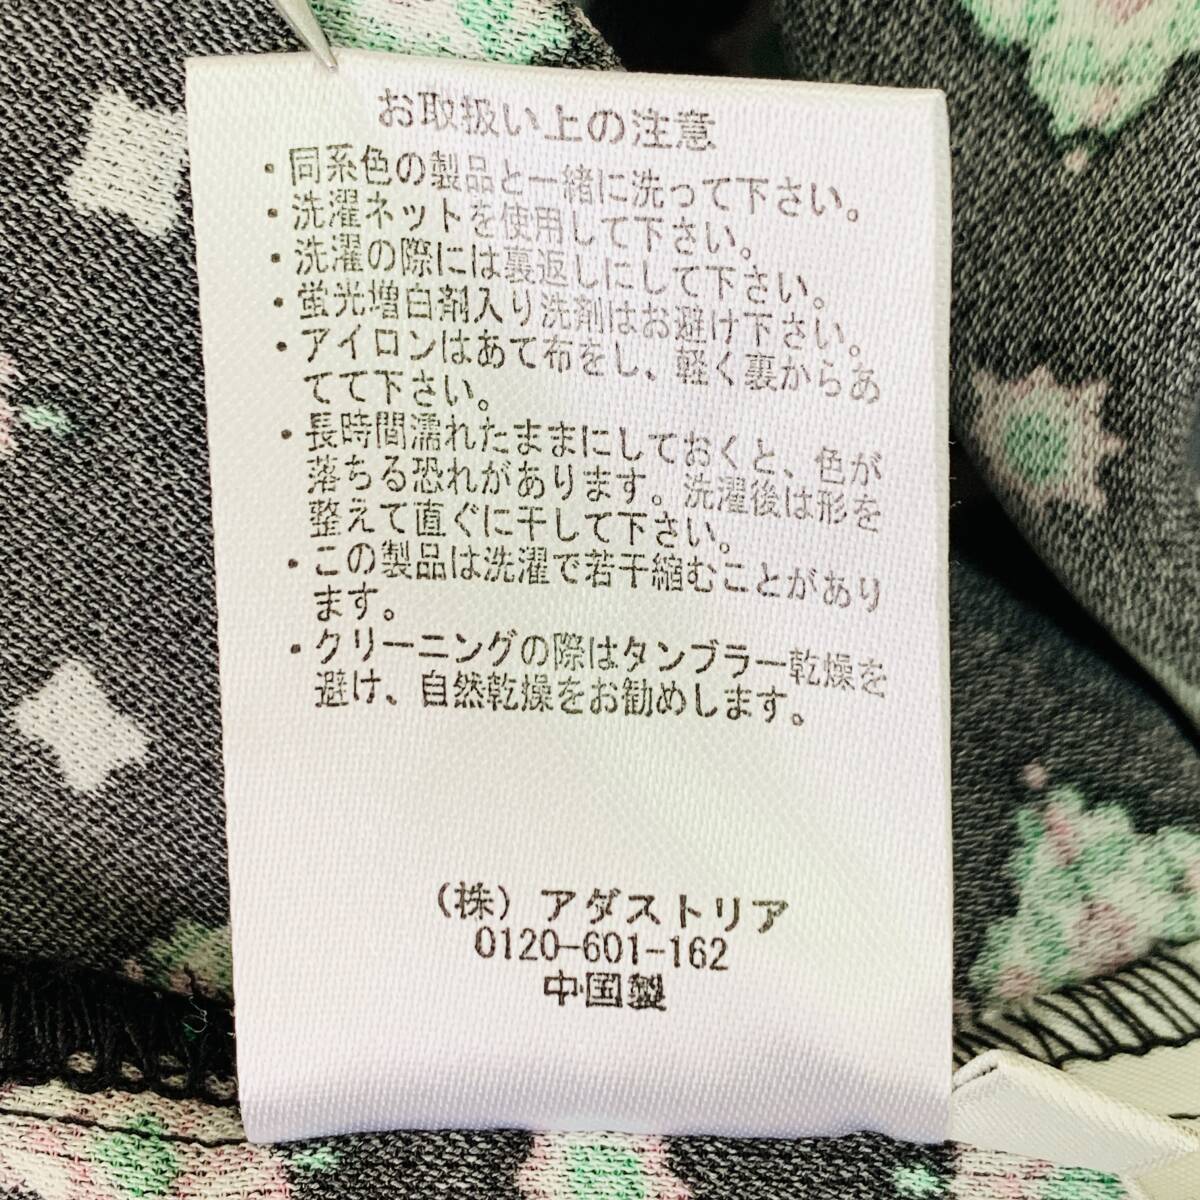 お取扱い上の注意
・同系色の製品と一緒に洗って下さい。
・洗濯ネットを使用して下さい。
・洗濯の際には裏返しにして下さい。
・蛍光増白剤入り洗剤はお避け下さい。
・アイロンはあて布をし、軽く裏からあ
てて下さい。
・長時間濡れたままにしておくと、色が
落ちる恐れがあります。洗濯後は形を
整えて直ぐに干して下さい。
・この製品は洗濯で若干縮むことがあり
ます。
・クリーニングの際はタンブラー乾燥を
避け、自然乾燥をお勧めします。
（株）アダストリア
0120-601-162
中国製